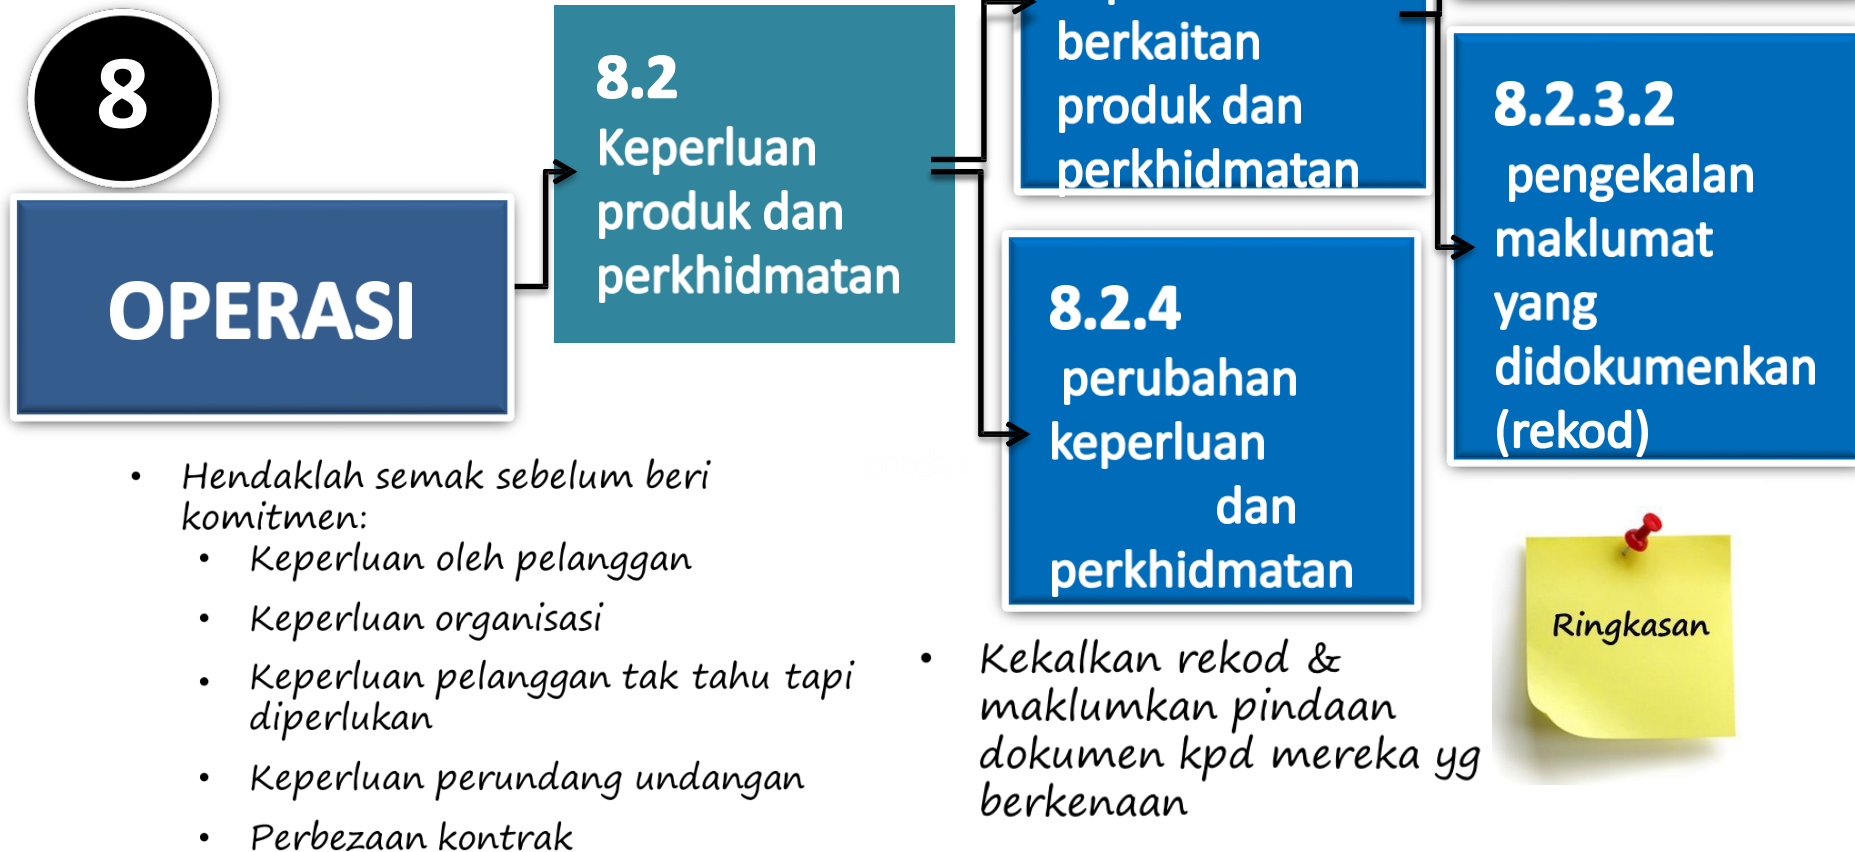 8
OPERASI
8.2
Keperluan
produk dan
perkhidmatan
berkaitan
produk dan
perkhidmatan
8.2.3.2
pengekalan
maklumat
yang
didokumenkan
(rekod)
8.2.4
perubahan
keperluan
dan
perkhidmatan
• Hendaklah semak sebelum beri
komitmen:
• Keperluan oleh pelanggan
• Keperluan organisasi
• Keperluan pelanggan tak tahu tapi
diperlukan
• Keperluan perundang undangan
• Perbezaan kontrak
• Kekalkan rekod &
maklumkan pindaan
dokumen kpd mereka yg
berkenaan
Ringkasan